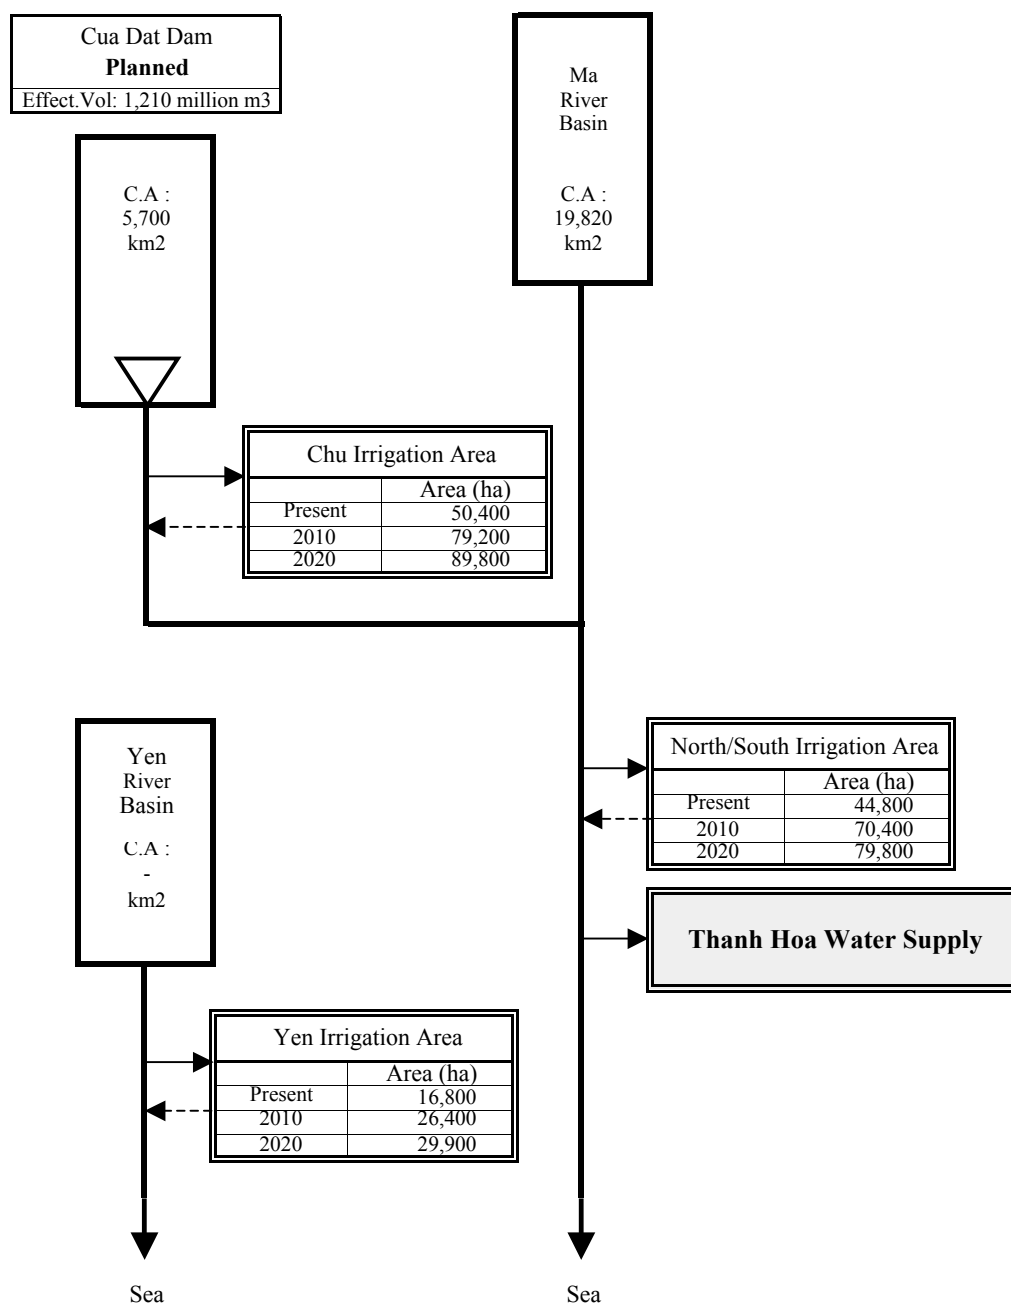 Cua Dat Dam
Planned
Effect.Vol: 1,210 million m3
C.A :
5,700
km2
Ma
River
Basin
C.A :
19,820
km2
Chu Irrigation Area
Area (ha)
Present 50,400
2010 79,200
2020 89,800
Yen
River
Basin
C.A :
-
km2
North/South Irrigation Area
Area (ha)
Present 44,800
2010 70,400
2020 79,800
Thanh Hoa Water Supply
Yen Irrigation Area
Area (ha)
Present 16,800
2010 26,400
2020 29,900
Sea
Sea